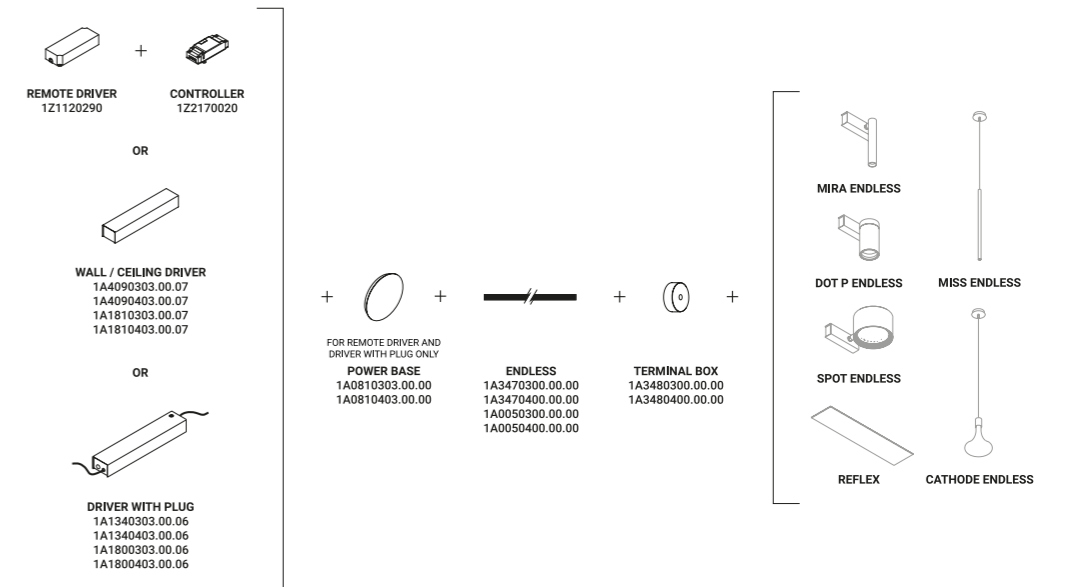 REMOTE DRIVER
1Z1120290
+
CONTROLLER
1Z2170020
OR
WALL / CEILING DRIVER
1A4090303.00.07
1A4090403.00.07
1A1810303.00.07
1A1810403.00.07
OR
DRIVER WITH PLUG
1A1340303.00.06
1A1340403.00.06
1A1800303.00.06
1A1800403.00.06
+
FOR REMOTE DRIVER AND
DRIVER WITH PLUG ONLY
POWER BASE
1A0810303.00.00
1A0810403.00.00
+
ENDLESS
1A3470300.00.00
1A3470400.00.00
1A0050300.00.00
1A0050400.00.00
+
TERMINAL BOX
1A3480300.00.00
1A3480400.00.00
+
MIRA ENDLESS
DOT P ENDLESS
MISS ENDLESS
SPOT ENDLESS
REFLEX
CATHODE ENDLESS